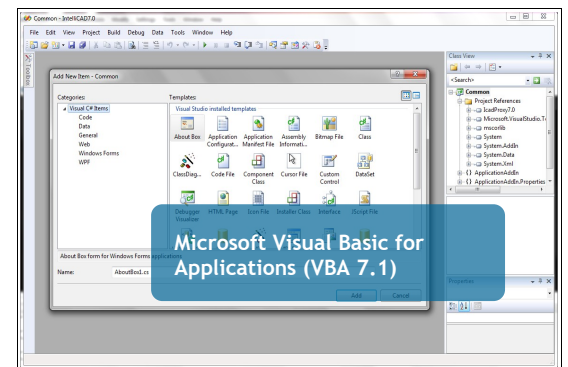 Common - IntelliCAD7.0
File Edit View Project Build Debug Data Tools Window Help
Toolbox
Class View
<Search>
Common
Project References
IcadProxy7.0
Microsoft.VisualStudio.T
mscorlib
System
System.AddIn
System.Data
System.Xml
{} ApplicationAddIn
{} ApplicationAddIn.Properties
Properties
Add New Item - Common
Categories:
Visual C# Items
Code
Data
General
Web
Windows Forms
WPF
Templates:
Visual Studio installed templates
About Box
Application Configurat...
Application Manifest File
Assembly Informati...
Bitmap File
Class
ClassDiag...
Code File
Component Class
Cursor File
Custom Control
DataSet
Debugger Visualizer
HTML Page
Icon File
Installer Class
Interface
JScript File
Microsoft Visual Basic for
Applications (VBA 7.1)
About Box form for Windows Forms applications
Name: AboutBox1.cs
Add Cancel